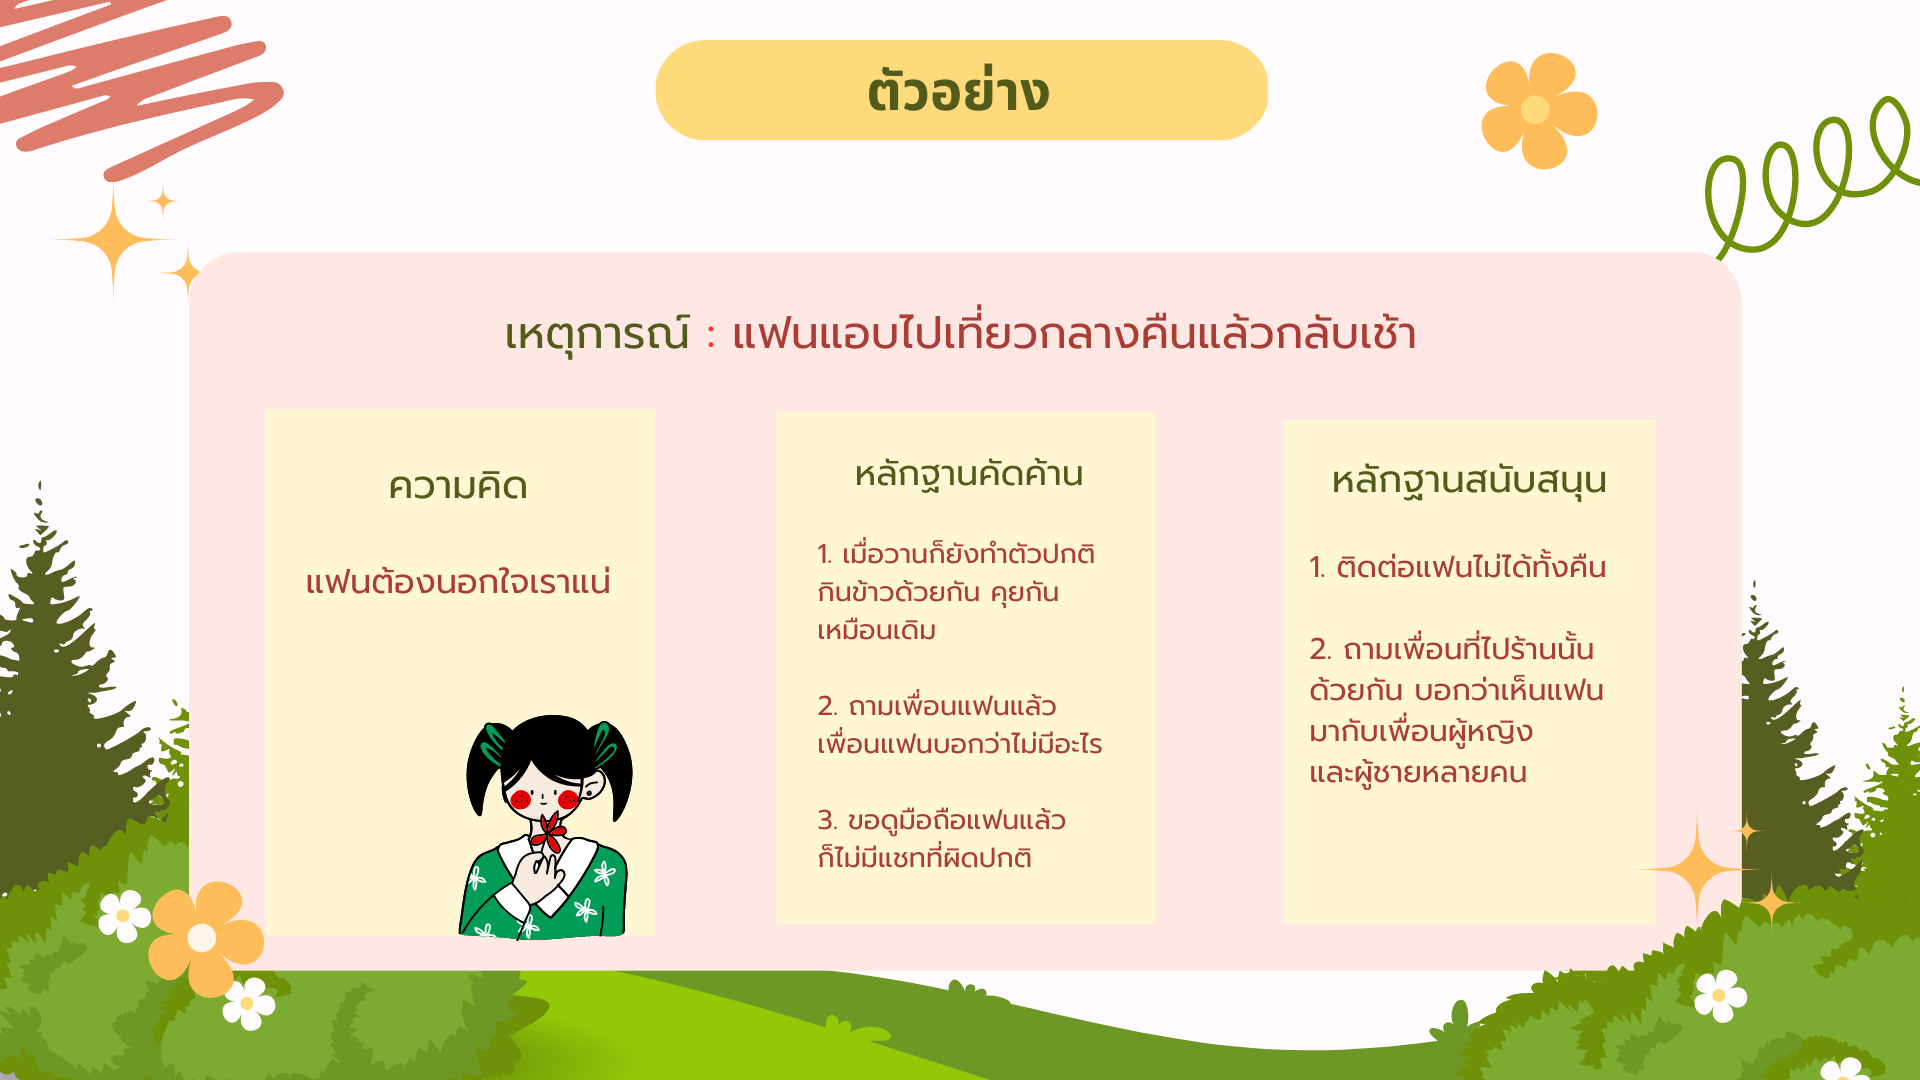 ตัวอย่าง
เหตุการณ์ : แฟนแอบไปเที่ยวกลางคืนแล้วกลับเช้า
ความคิด
แฟนต้องนอกใจเราแน่
หลักฐานคัดค้าน
1. เมื่อวานก็ยังทำตัวปกติ
กินข้าวด้วยกัน คุยกัน
เหมือนเดิม
2. ถามเพื่อนแฟนแล้ว
เพื่อนแฟนบอกว่าไม่มีอะไร
3. ขอดูมือถือแฟนแล้ว
ก็ไม่มีแชทที่ผิดปกติ
หลักฐานสนับสนุน
1. ติดต่อแฟนไม่ได้ทั้งคืน
2. ถามเพื่อนที่ไปร้านนั้น
ด้วยกัน บอกว่าเห็นแฟน
มากับเพื่อนผู้หญิง
และผู้ชายหลายคน